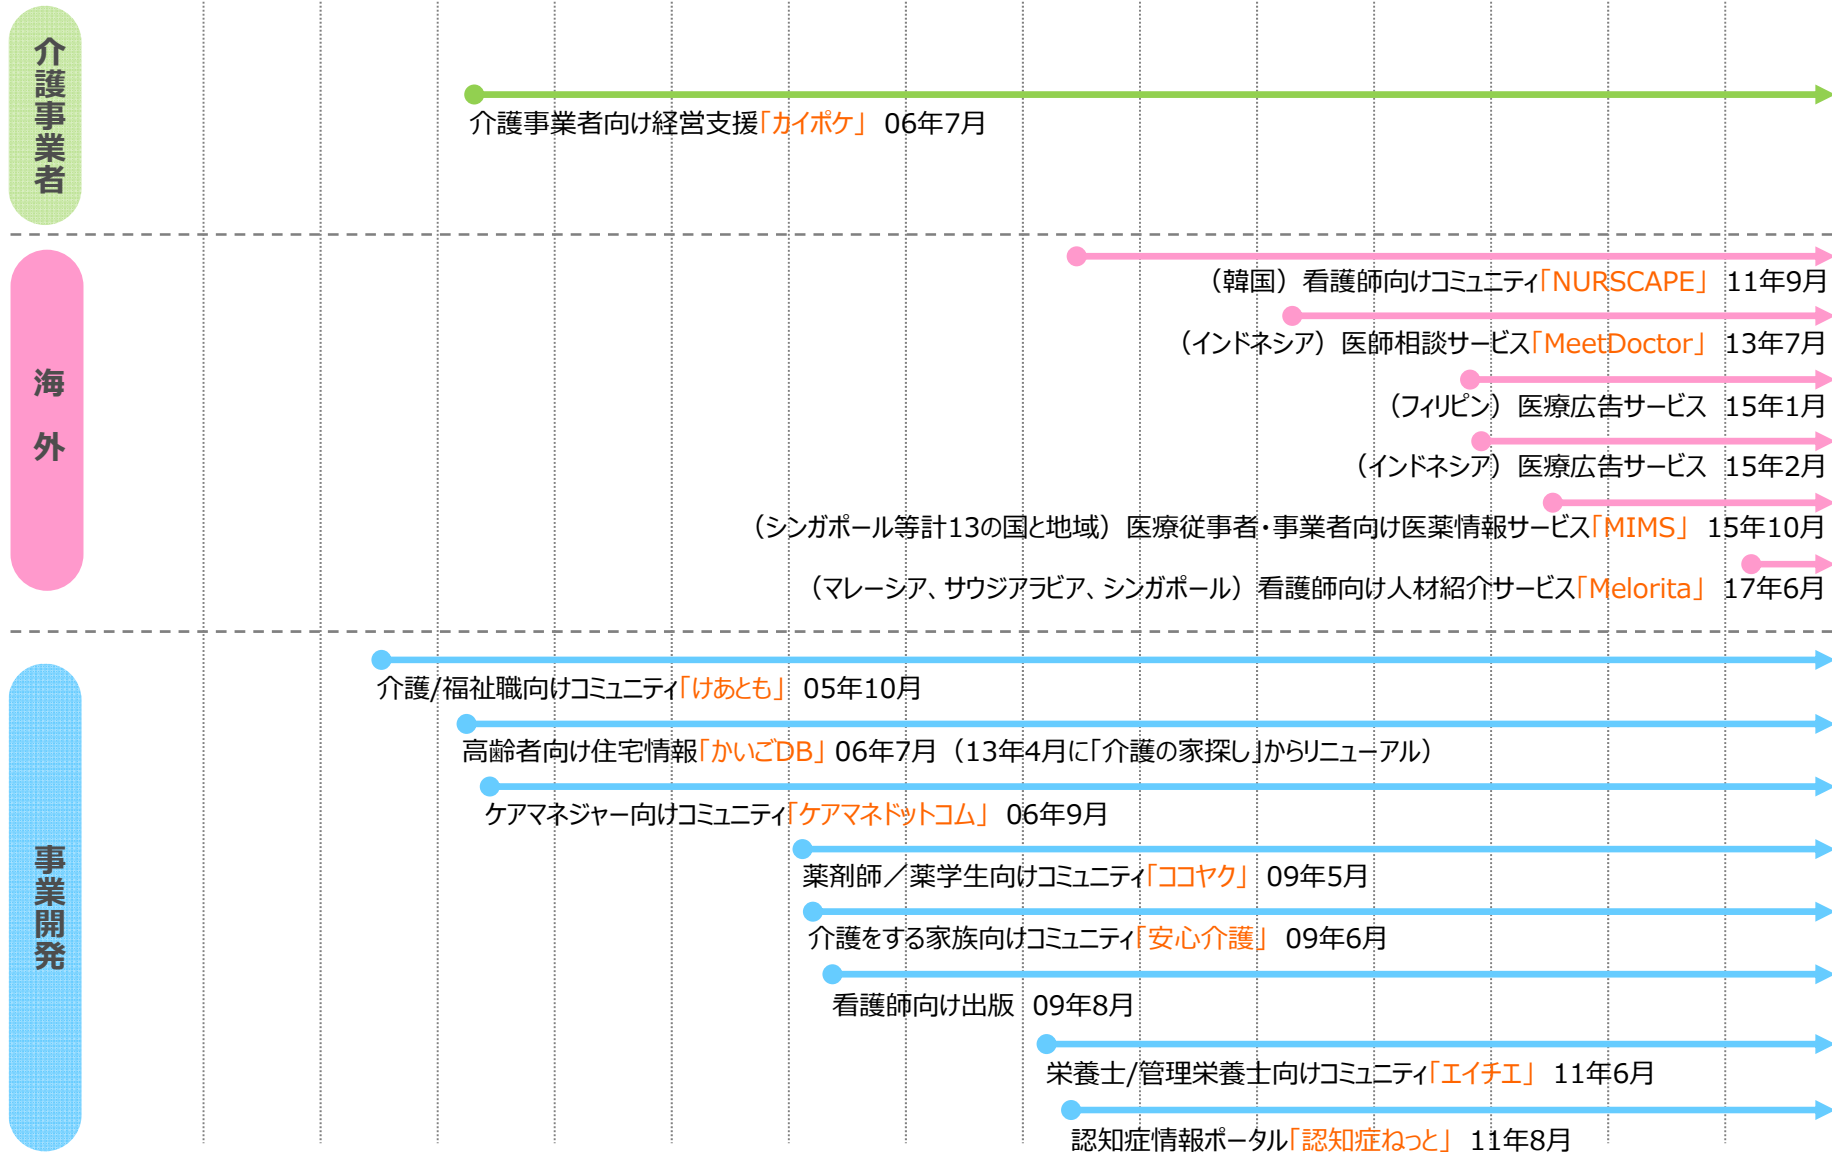 介護事業者
介護事業者向け経営支援「カイポケ」 06年7月
海外
（韓国）看護師向けコミュニティ「NURSCAPE」 11年9月
（インドネシア）医師相談サービス「MeetDoctor」 13年7月
（フィリピン）医療広告サービス 15年1月
（インドネシア）医療広告サービス 15年2月
（シンガポール等計13の国と地域）医療従事者・事業者向け医薬情報サービス「MIMS」 15年10月
（マレーシア、サウジアラビア、シンガポール）看護師向け人材紹介サービス「Melorita」 17年6月
事業開発
介護/福祉職向けコミュニティ「けあとも」 05年10月
高齢者向け住宅情報「かいごDB」 06年7月（13年4月に「介護の家探し」からリニューアル）
ケアマネジャー向けコミュニティ「ケアマネドットコム」 06年9月
薬剤師／薬学生向けコミュニティ「ココヤク」 09年5月
介護をする家族向けコミュニティ「安心介護」 09年6月
看護師向け出版 09年8月
栄養士/管理栄養士向けコミュニティ「エイチエ」 11年6月
認知症情報ポータル「認知症ねっと」 11年8月